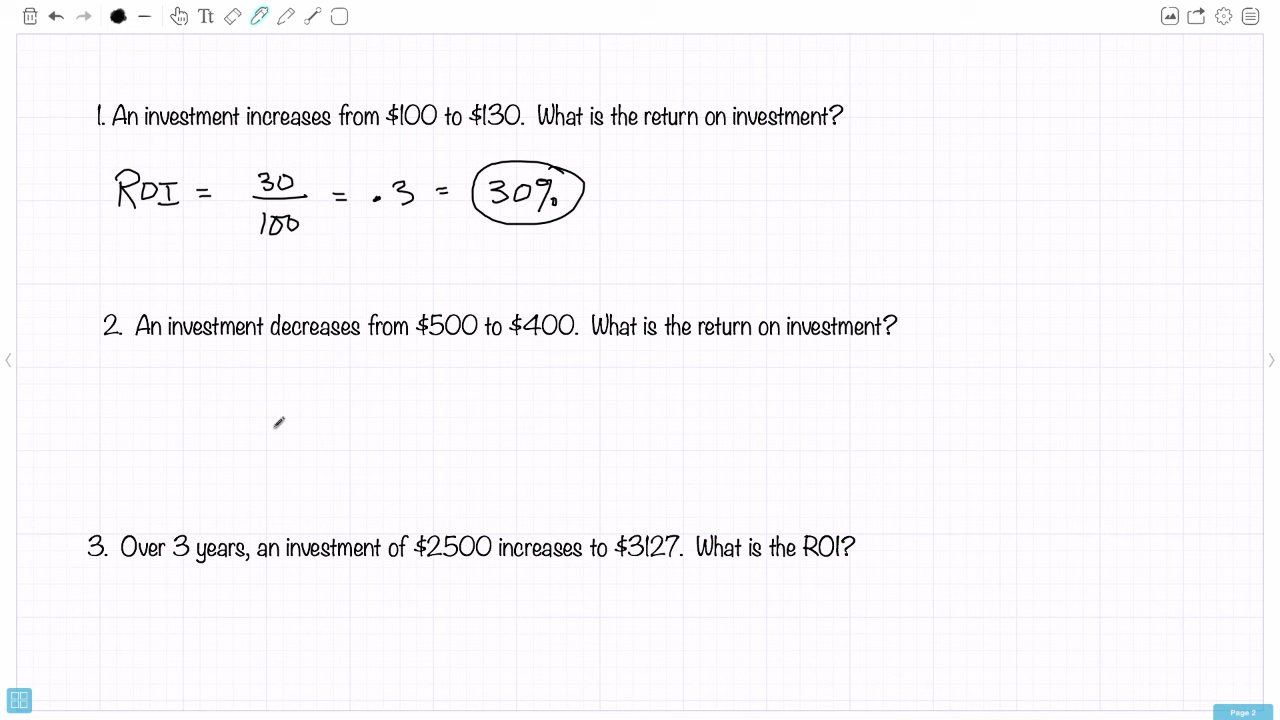 Tt
1. An investment increases from $100 to $130. What is the return on investment?
ROI = 30/100 = .3 = 30%
2. An investment decreases from $500 to $400. What is the return on investment?
3. Over 3 years, an investment of $2500 increases to $3127. What is the ROI?
Page 2